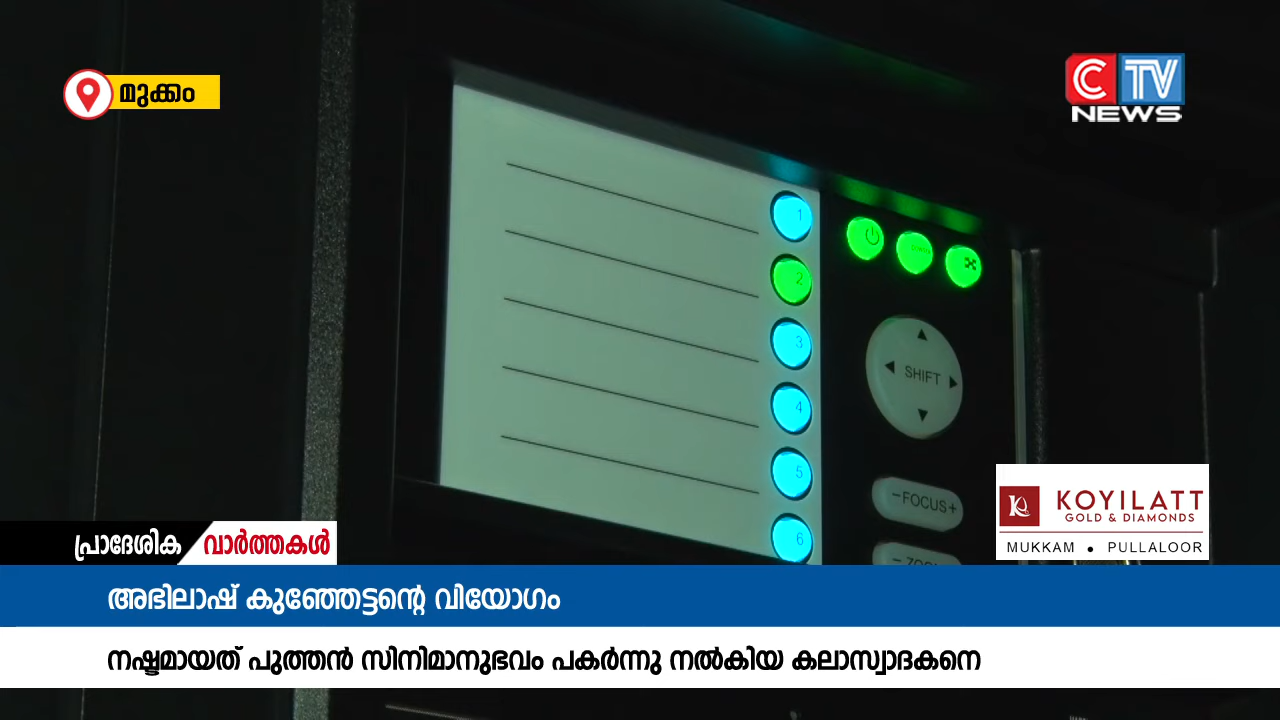 മുക്കം
C TV
NEWS
1
2
3
4
5
6
SHIFT
-FOCUS+
KOYILATT
GOLD & DIAMONDS
MUKKAM • PULLALOOR
പ്രാദേശിക വാർത്തകൾ
അഭിലാഷ് കുഞ്ഞേട്ടന്റെ വിയോഗം
നഷ്ടമായത് പുത്തൻ സിനിമാനുഭവം പകർന്നു നൽകിയ കലാസ്വാദകനെ